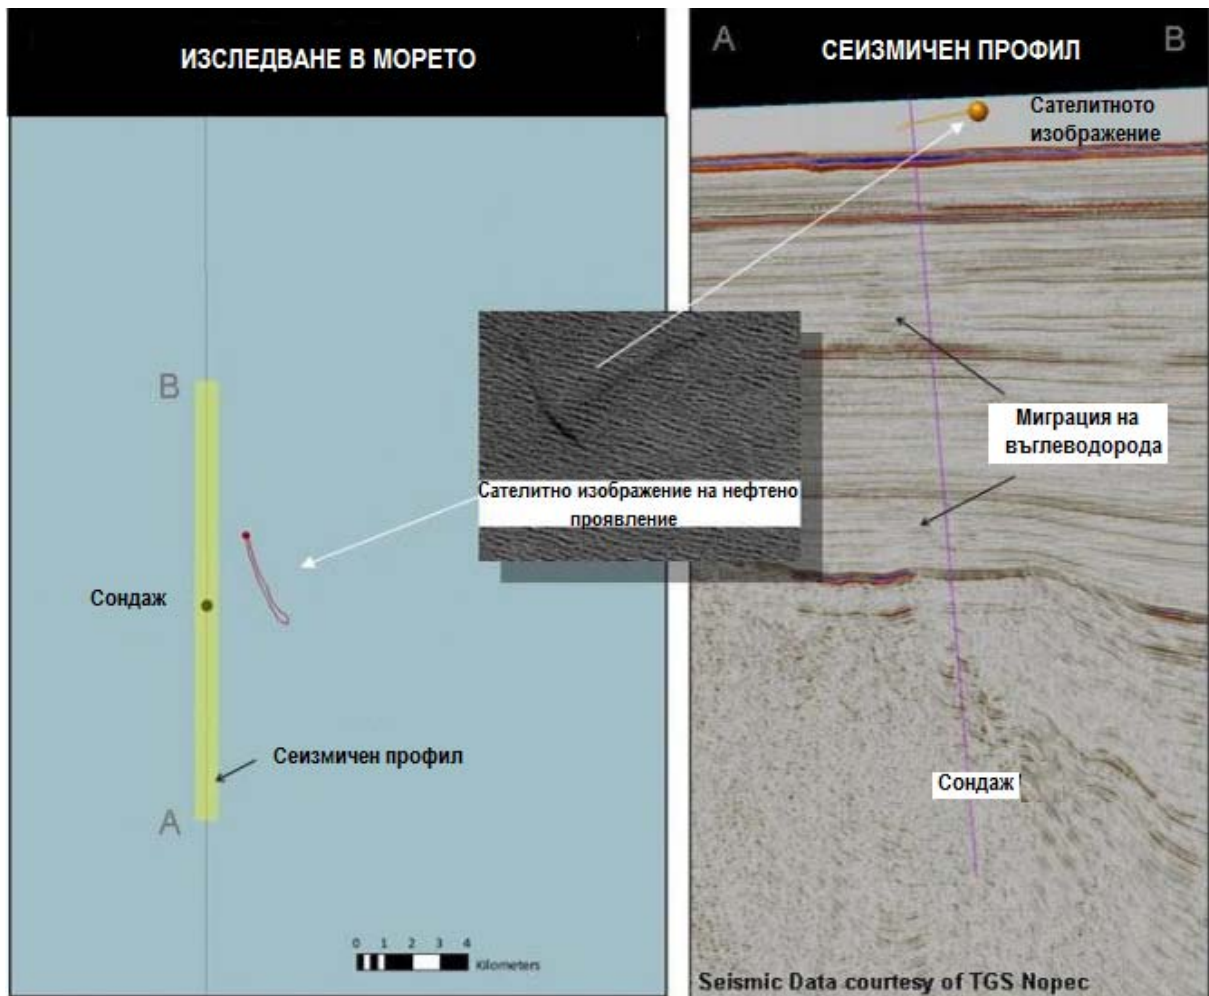 ИЗСЛЕДВАНЕ В МОРЕТО
A
СЕИЗМИЧЕН ПРОФИЛ
B
Сателитното
изображение
B
Миграция на
въглеводорода
Сателитно изображение на нефтено
проявление
Сондаж
Сеизмичен профил
A
Сондаж
0 1 2 3 4
Kilometers
Seismic Data courtesy of TGS Nopec